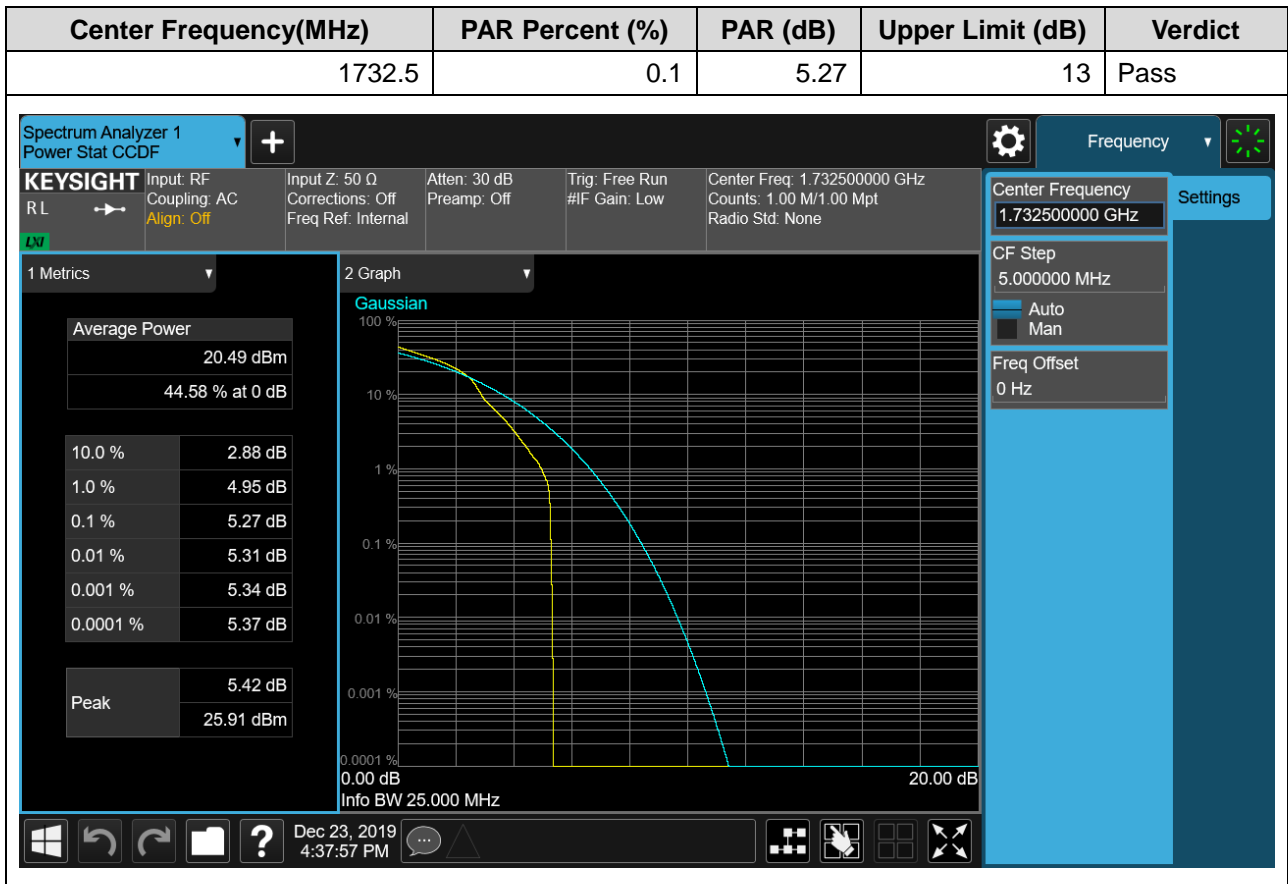 Center Frequency(MHz) PAR Percent (%) PAR (dB) Upper Limit (dB) Verdict
1732.5 0.1 5.27 13 Pass
Spectrum Analyzer 1
Power Stat CCDF
Frequency
KEYSIGHT
R L
LXI
Input: RF
Coupling: AC
Align: Off
Input Z: 50 Ω
Corrections: Off
Freq Ref: Internal
Atten: 30 dB
Preamp: Off
Trig: Free Run
#IF Gain: Low
Center Freq: 1.732500000 GHz
Counts: 1.00 M/1.00 Mpt
Radio Std: None
Center Frequency
1.732500000 GHz
Settings
CF Step
5.000000 MHz
Auto
Man
Freq Offset
0 Hz
1 Metrics
Average Power
20.49 dBm
44.58 % at 0 dB
10.0 % 2.88 dB
1.0 % 4.95 dB
0.1 % 5.27 dB
0.01 % 5.31 dB
0.001 % 5.34 dB
0.0001 % 5.37 dB
Peak
5.42 dB
25.91 dBm
2 Graph
Gaussian
100 %
10 %
1 %
0.1 %
0.01 %
0.001 %
0.0001 %
0.00 dB 20.00 dB
Info BW 25.000 MHz
?
Dec 23, 2019
4:37:57 PM